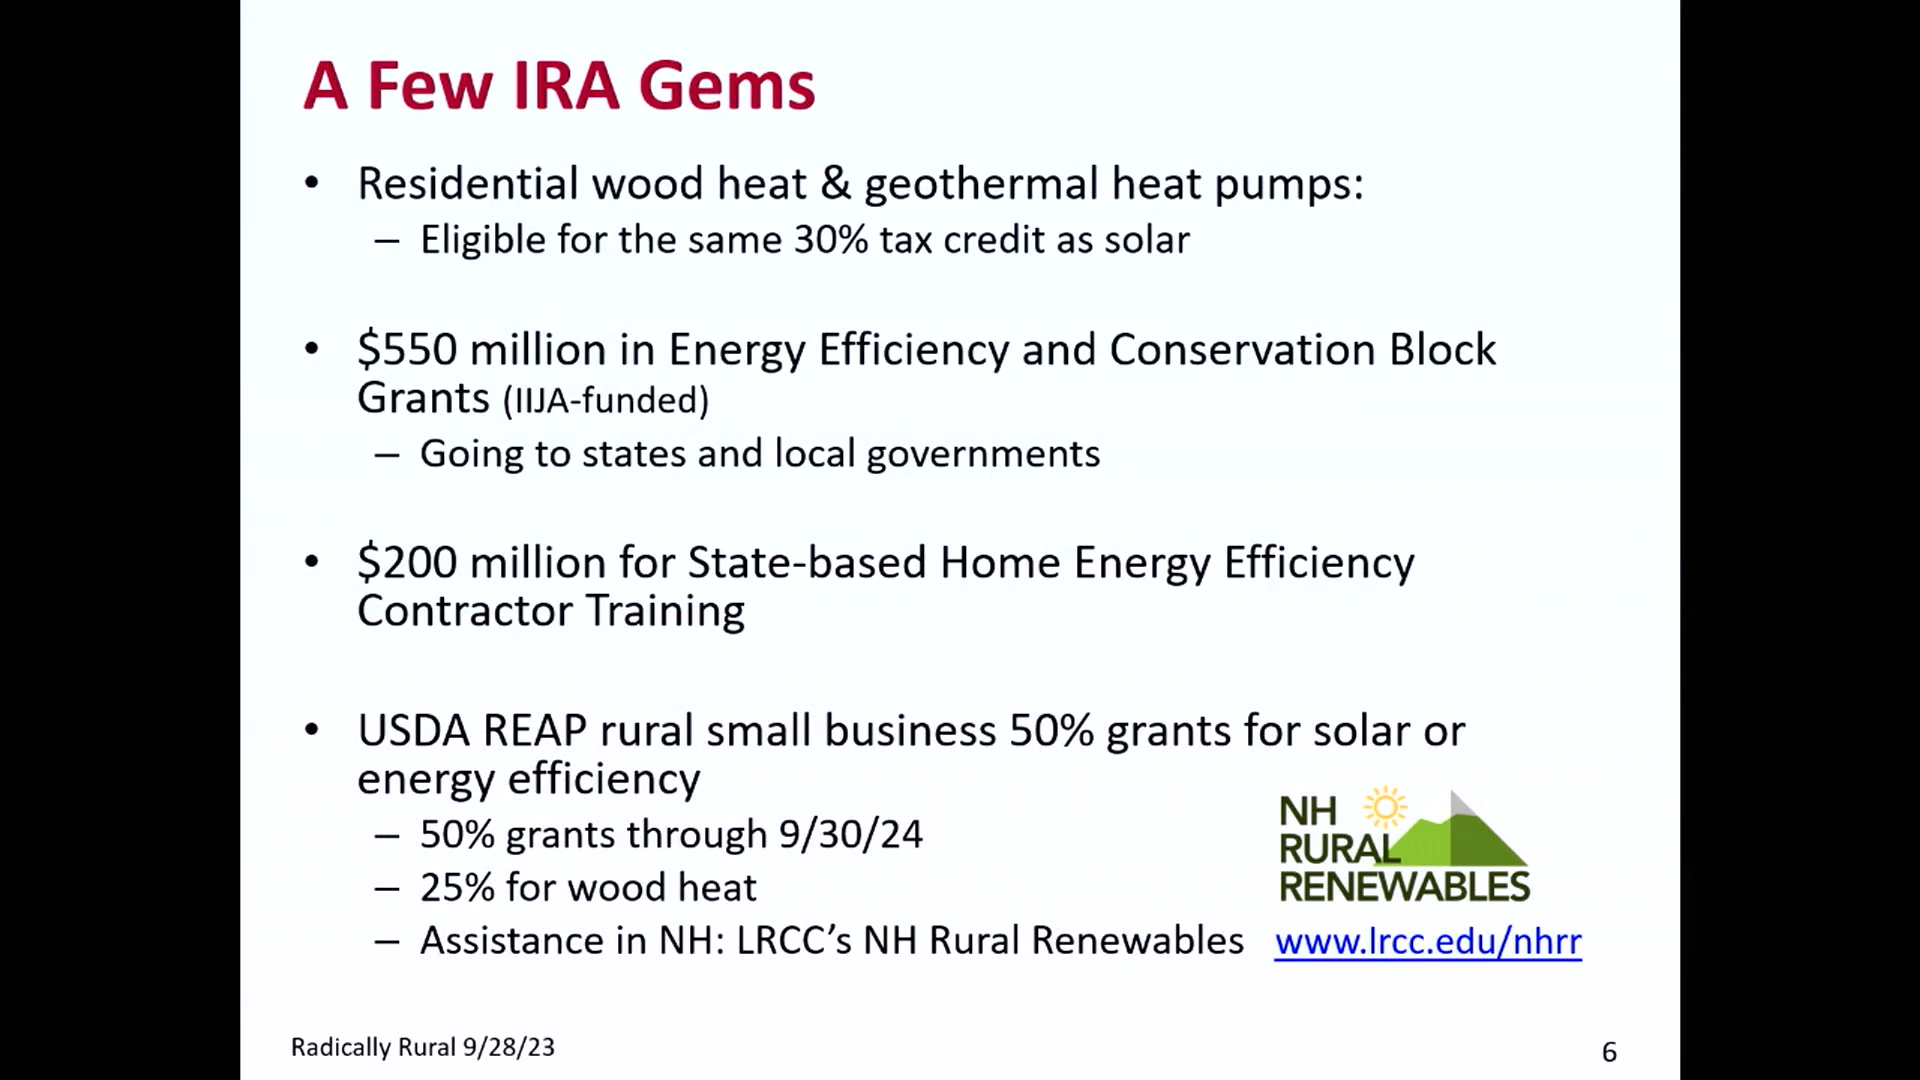 A Few IRA Gems
• Residential wood heat & geothermal heat pumps:
– Eligible for the same 30% tax credit as solar
• $550 million in Energy Efficiency and Conservation Block
Grants (IIJA-funded)
– Going to states and local governments
• $200 million for State-based Home Energy Efficiency
Contractor Training
• USDA REAP rural small business 50% grants for solar or
energy efficiency
– 50% grants through 9/30/24
– 25% for wood heat
– Assistance in NH: LRCC’s NH Rural Renewables www.lrcc.edu/nhrr
NH
RURAL
RENEWABLES
Radically Rural 9/28/23
6